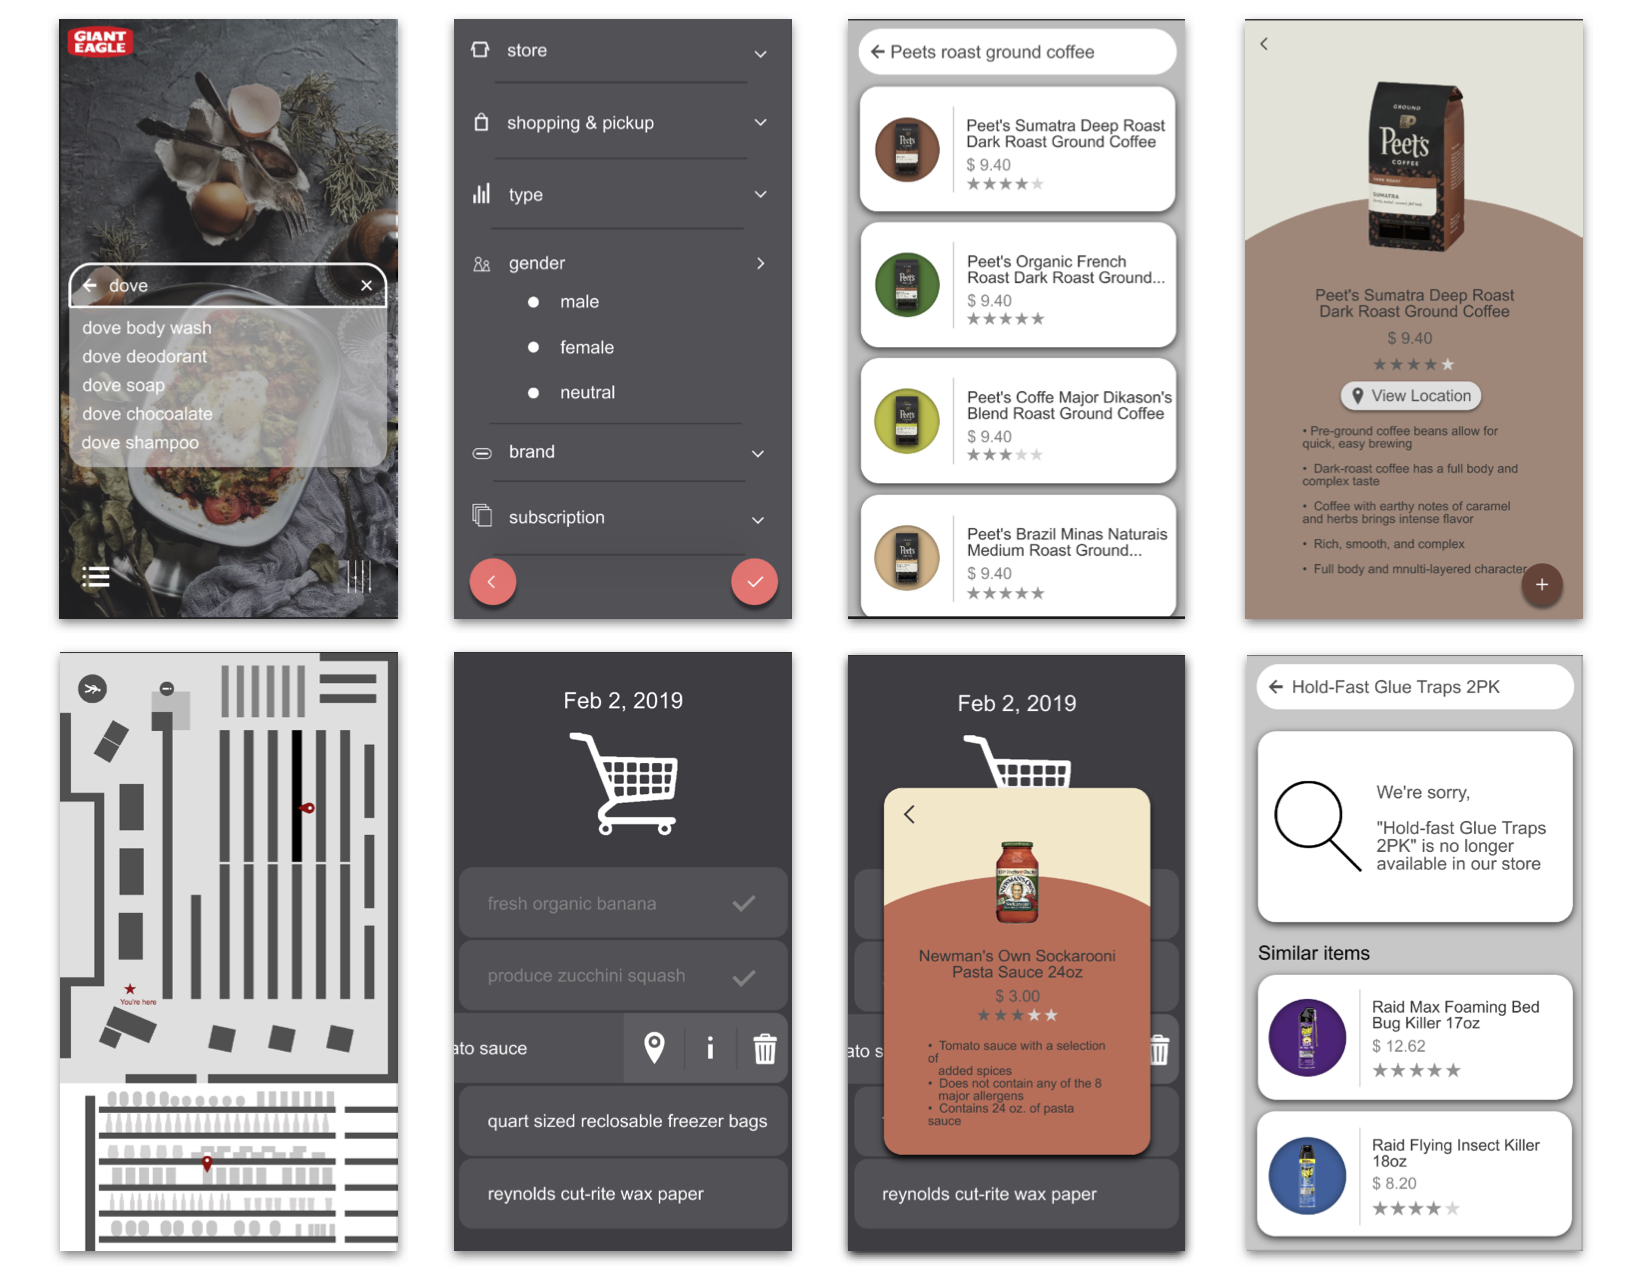 GIANT
EAGLE
dove
dove body wash
dove deodorant
dove soap
dove chocoalate
dove shampoo
store
shopping & pickup
type
gender
male
female
neutral
brand
subscription
Peets roast ground coffee
Peet's Sumatra Deep Roast
Dark Roast Ground Coffee
$ 9.40
Peet's Organic French
Roast Dark Roast Ground...
$ 9.40
Peet's Coffe Major Dikason's
Blend Roast Ground Coffee
$ 9.40
Peet's Brazil Minas Naturais
Medium Roast Ground...
$ 9.40
GROUND
Peet's
COFFEE
DARK ROAST
SUMATRA
Peet's Sumatra Deep Roast
Dark Roast Ground Coffee
$ 9.40
View Location
• Pre-ground coffee beans allow for
quick, easy brewing
• Dark-roast coffee has a full body and
complex taste
• Coffee with earthy notes of caramel
and herbs brings intense flavor
• Rich, smooth, and complex
• Full body and mnulti-layered character
You're here
Feb 2, 2019
fresh organic banana
produce zucchini squash
ato sauce
quart sized reclosable freezer bags
reynolds cut-rite wax paper
Feb 2, 2019
ato s
Newman's Own Sockarooni
Pasta Sauce 24oz
$ 3.00
• Tomato sauce with a selection
of
added spices
• Does not contain any of the 8
major allergens
• Contains 24 oz. of pasta
sauce
reynolds cut-rite wax paper
Hold-Fast Glue Traps 2PK
We're sorry,
"Hold-fast Glue Traps
2PK" is no longer
available in our store
Similar items
Raid Max Foaming Bed
Bug Killer 17oz
$ 12.62
Raid Flying Insect Killer
18oz
$ 8.20